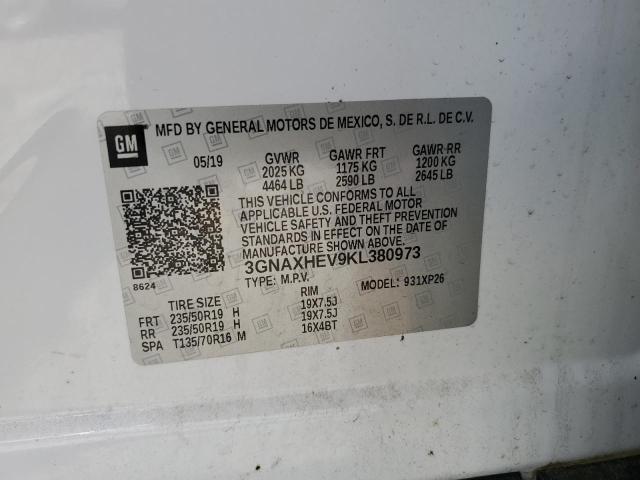 GM MFD BY GENERAL MOTORS DE MEXICO, S. DE R.L. DE C.V.
05/19 GVWR GAWR FRT GAWR RR
2025 KG 1175 KG 1200 KG
4464 LB 2590 LB 2645 LB
THIS VEHICLE CONFORMS TO ALL
APPLICABLE U.S. FEDERAL MOTOR
VEHICLE SAFETY AND THEFT PREVENTION
STANDARDS IN EFFECT ON THE DATE OF
MANUFACTURE SHOWN ABOVE.
3GNAXHEV9KL380973
8624 TYPE: M.P.V. MODEL: 931XP26
TIRE SIZE RIM
FRT 235/50R19 H 19X7.5J
RR 235/50R19 H 19X7.5J
SPA T135/70R16 M 16X4BT